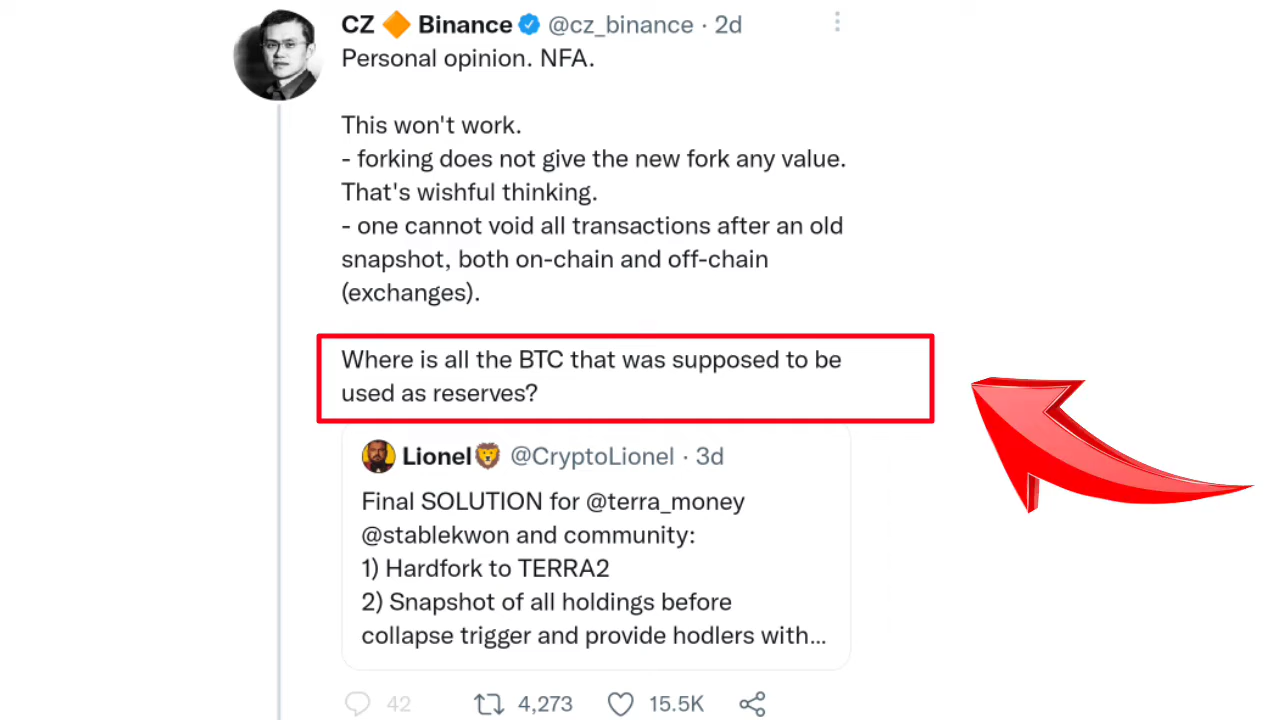 CZ 🔶 Binance @cz_binance · 2d
Personal opinion. NFA.
This won't work.
- forking does not give the new fork any value.
That's wishful thinking.
- one cannot void all transactions after an old
snapshot, both on-chain and off-chain
(exchanges).
Where is all the BTC that was supposed to be
used as reserves?
Lionel🦁 @CryptoLionel · 3d
Final SOLUTION for @terra_money
@stablekwon and community:
1) Hardfork to TERRA2
2) Snapshot of all holdings before
collapse trigger and provide hodlers with...
42 4,273 15.5K